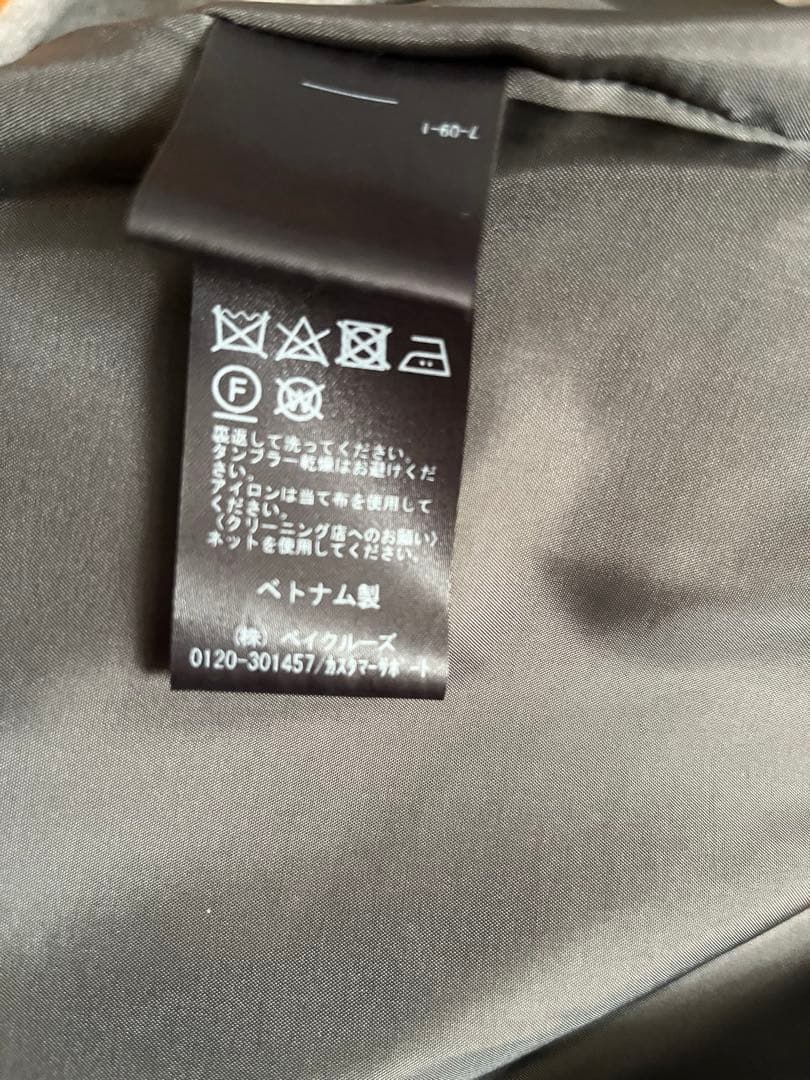 7-09-1
F W
裏返して洗ってください。
タンブラー乾燥はお避けくだ
さい。
アイロンは当て布を使用して
ください。
〈クリーニング店へのお願い〉
ネットを使用してください。
ベトナム製
(株) ベイクルーズ
0120-301457/カスタマーサポート